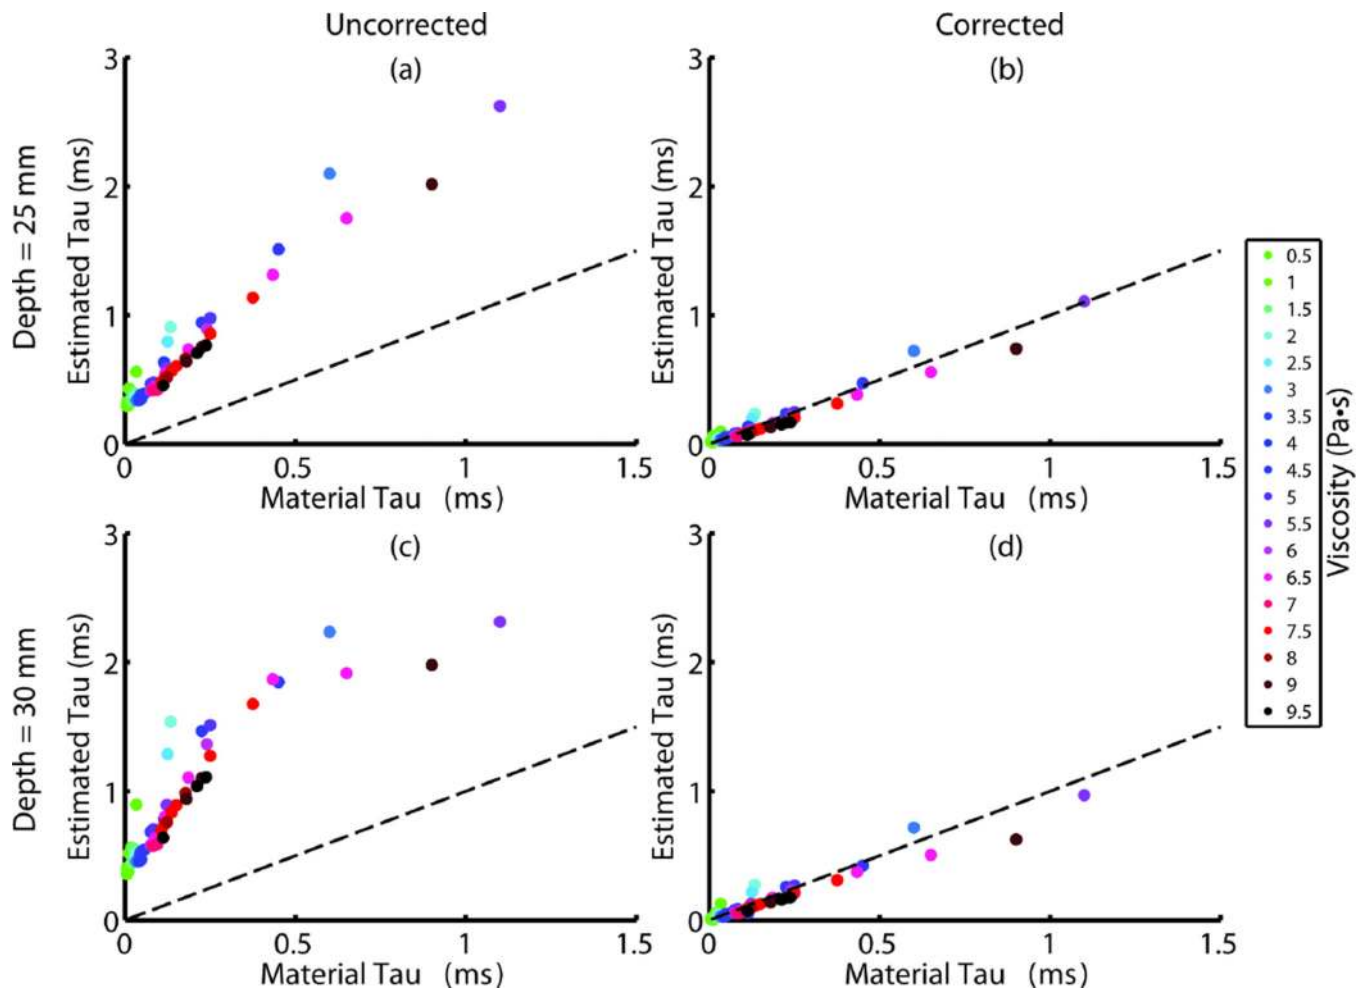 Uncorrected
Corrected
Depth = 25 mm
(a)
Estimated Tau (ms)
3
2
1
0
0
0.5
1
1.5
Material Tau (ms)
(b)
Estimated Tau (ms)
3
2
1
0
0
0.5
1
1.5
Material Tau (ms)
Depth = 30 mm
(c)
Estimated Tau (ms)
3
2
1
0
0
0.5
1
1.5
Material Tau (ms)
(d)
Estimated Tau (ms)
3
2
1
0
0
0.5
1
1.5
Material Tau (ms)
0.5
1
1.5
2
2.5
3
3.5
4
4.5
5
5.5
6
6.5
7
7.5
8
9
9.5
Viscosity (Pa•s)